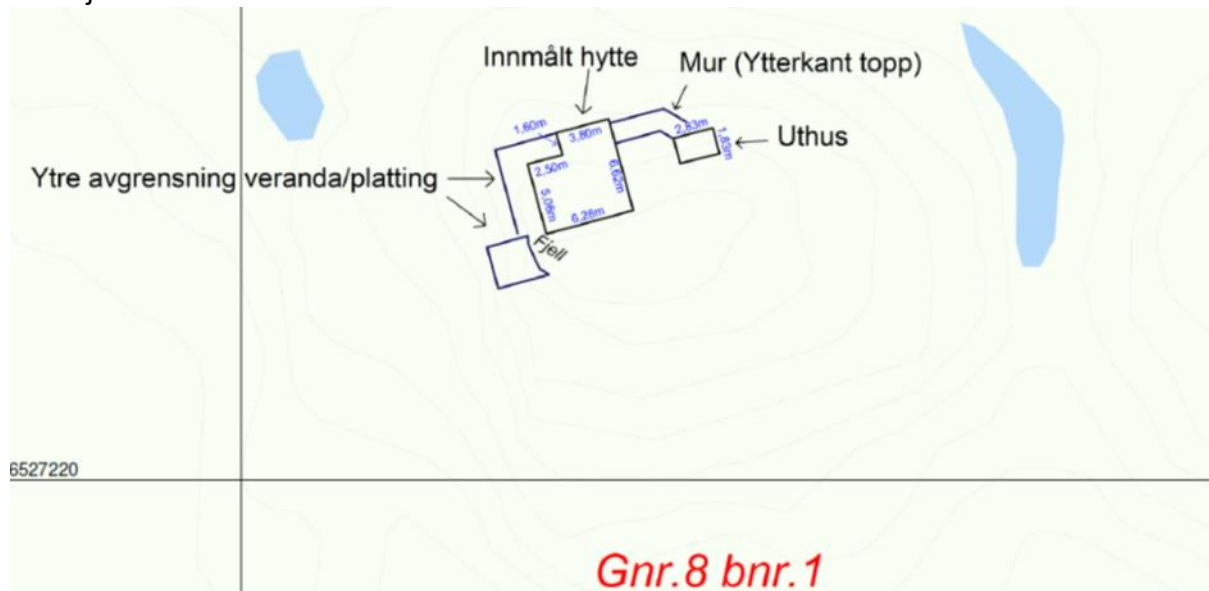 Innmålt hytte
Mur (Ytterkant topp)
1,60m
3,80m
2,83m
1,83m
Uthus
Ytre avgrensning veranda/platting
2,50m
6,62m
5,06m
6,28m
Fjell
6527220
Gnr.8 bnr.1